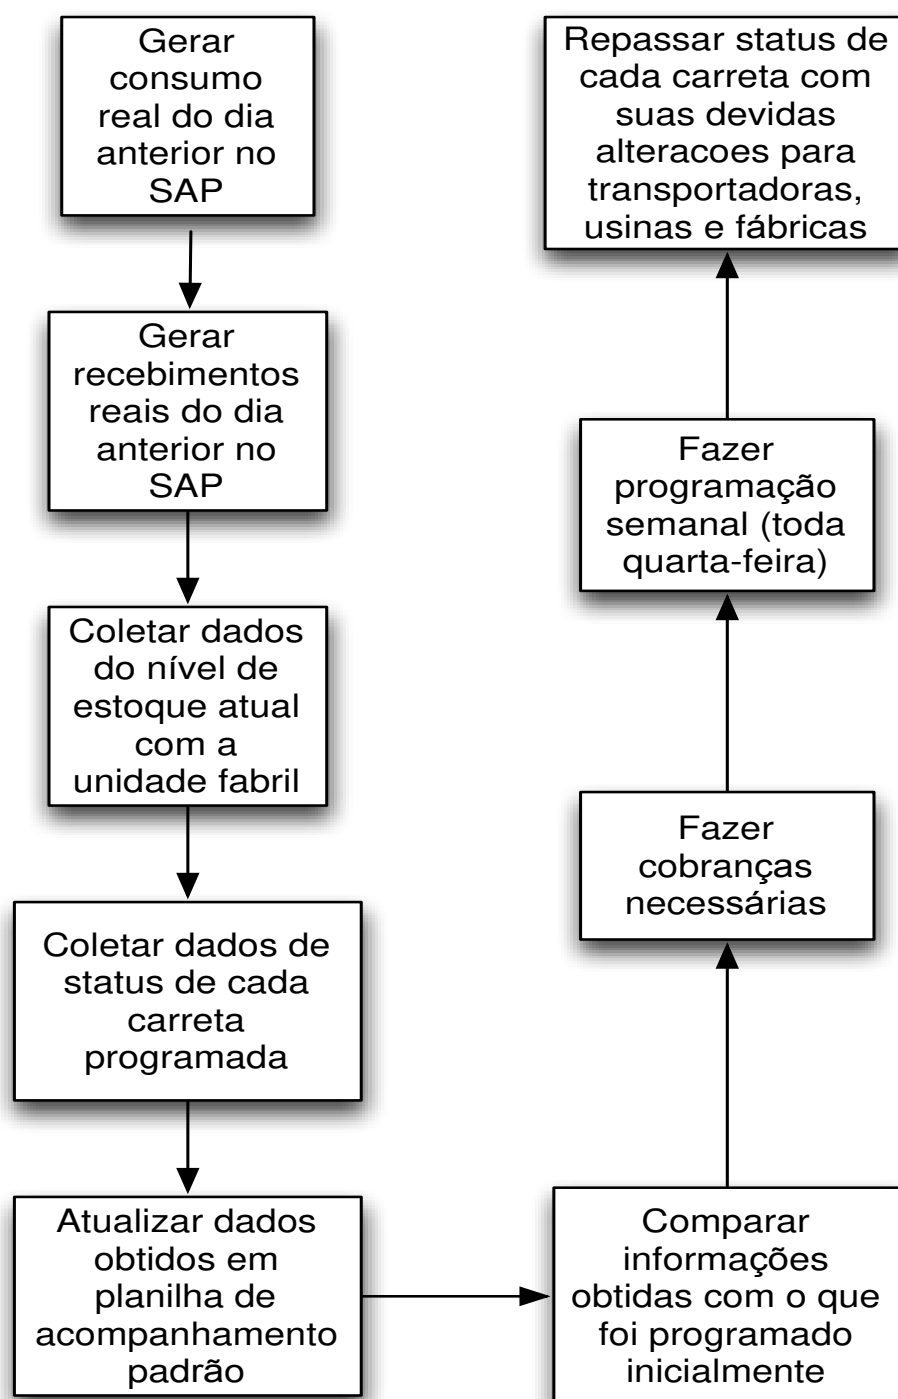 Gerar
consumo
real do dia
anterior no
SAP
Gerar
recebimentos
reais do dia
anterior no
SAP
Coletar dados
do nível de
estoque atual
com a
unidade fabril
Coletar dados de
status de cada
carreta
programada
Atualizar dados
obtidos em
planilha de
acompanhamento
padrão
Comparar
informações
obtidas com o que
foi programado
inicialmente
Fazer
cobranças
necessárias
Fazer
programação
semanal (toda
quarta-feira)
Repassar status de
cada carreta com
suas devidas
alteracoes para
transportadoras,
usinas e fábricas